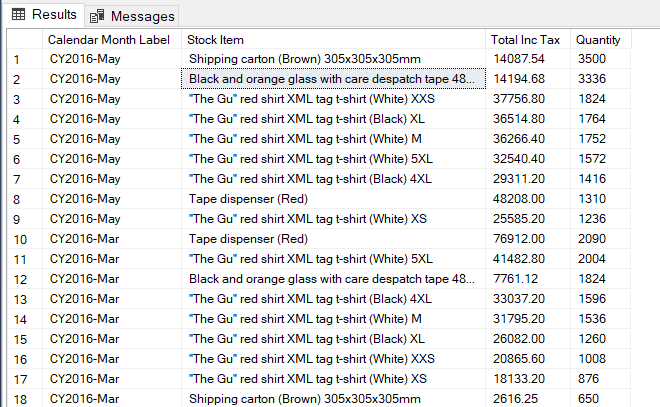 Results Messages
Calendar Month Label Stock Item Total Inc Tax Quantity
1 CY2016-May Shipping carton (Brown) 305x305x305mm 14087.54 3500
2 CY2016-May Black and orange glass with care despatch tape 48... 14194.68 3336
3 CY2016-May "The Gu" red shirt XML tag t-shirt (White) XXS 37756.80 1824
4 CY2016-May "The Gu" red shirt XML tag t-shirt (Black) XL 36514.80 1764
5 CY2016-May "The Gu" red shirt XML tag t-shirt (White) M 36266.40 1752
6 CY2016-May "The Gu" red shirt XML tag t-shirt (White) 5XL 32540.40 1572
7 CY2016-May "The Gu" red shirt XML tag t-shirt (Black) 4XL 29311.20 1416
8 CY2016-May Tape dispenser (Red) 48208.00 1310
9 CY2016-May "The Gu" red shirt XML tag t-shirt (White) XS 25585.20 1236
10 CY2016-Mar Tape dispenser (Red) 76912.00 2090
11 CY2016-Mar "The Gu" red shirt XML tag t-shirt (White) 5XL 41482.80 2004
12 CY2016-Mar Black and orange glass with care despatch tape 48... 7761.12 1824
13 CY2016-Mar "The Gu" red shirt XML tag t-shirt (Black) 4XL 33037.20 1596
14 CY2016-Mar "The Gu" red shirt XML tag t-shirt (White) M 31795.20 1536
15 CY2016-Mar "The Gu" red shirt XML tag t-shirt (Black) XL 26082.00 1260
16 CY2016-Mar "The Gu" red shirt XML tag t-shirt (White) XXS 20865.60 1008
17 CY2016-Mar "The Gu" red shirt XML tag t-shirt (White) XS 18133.20 876
18 CY2016-Mar Shipping carton (Brown) 305x305x305mm 2616.25 650